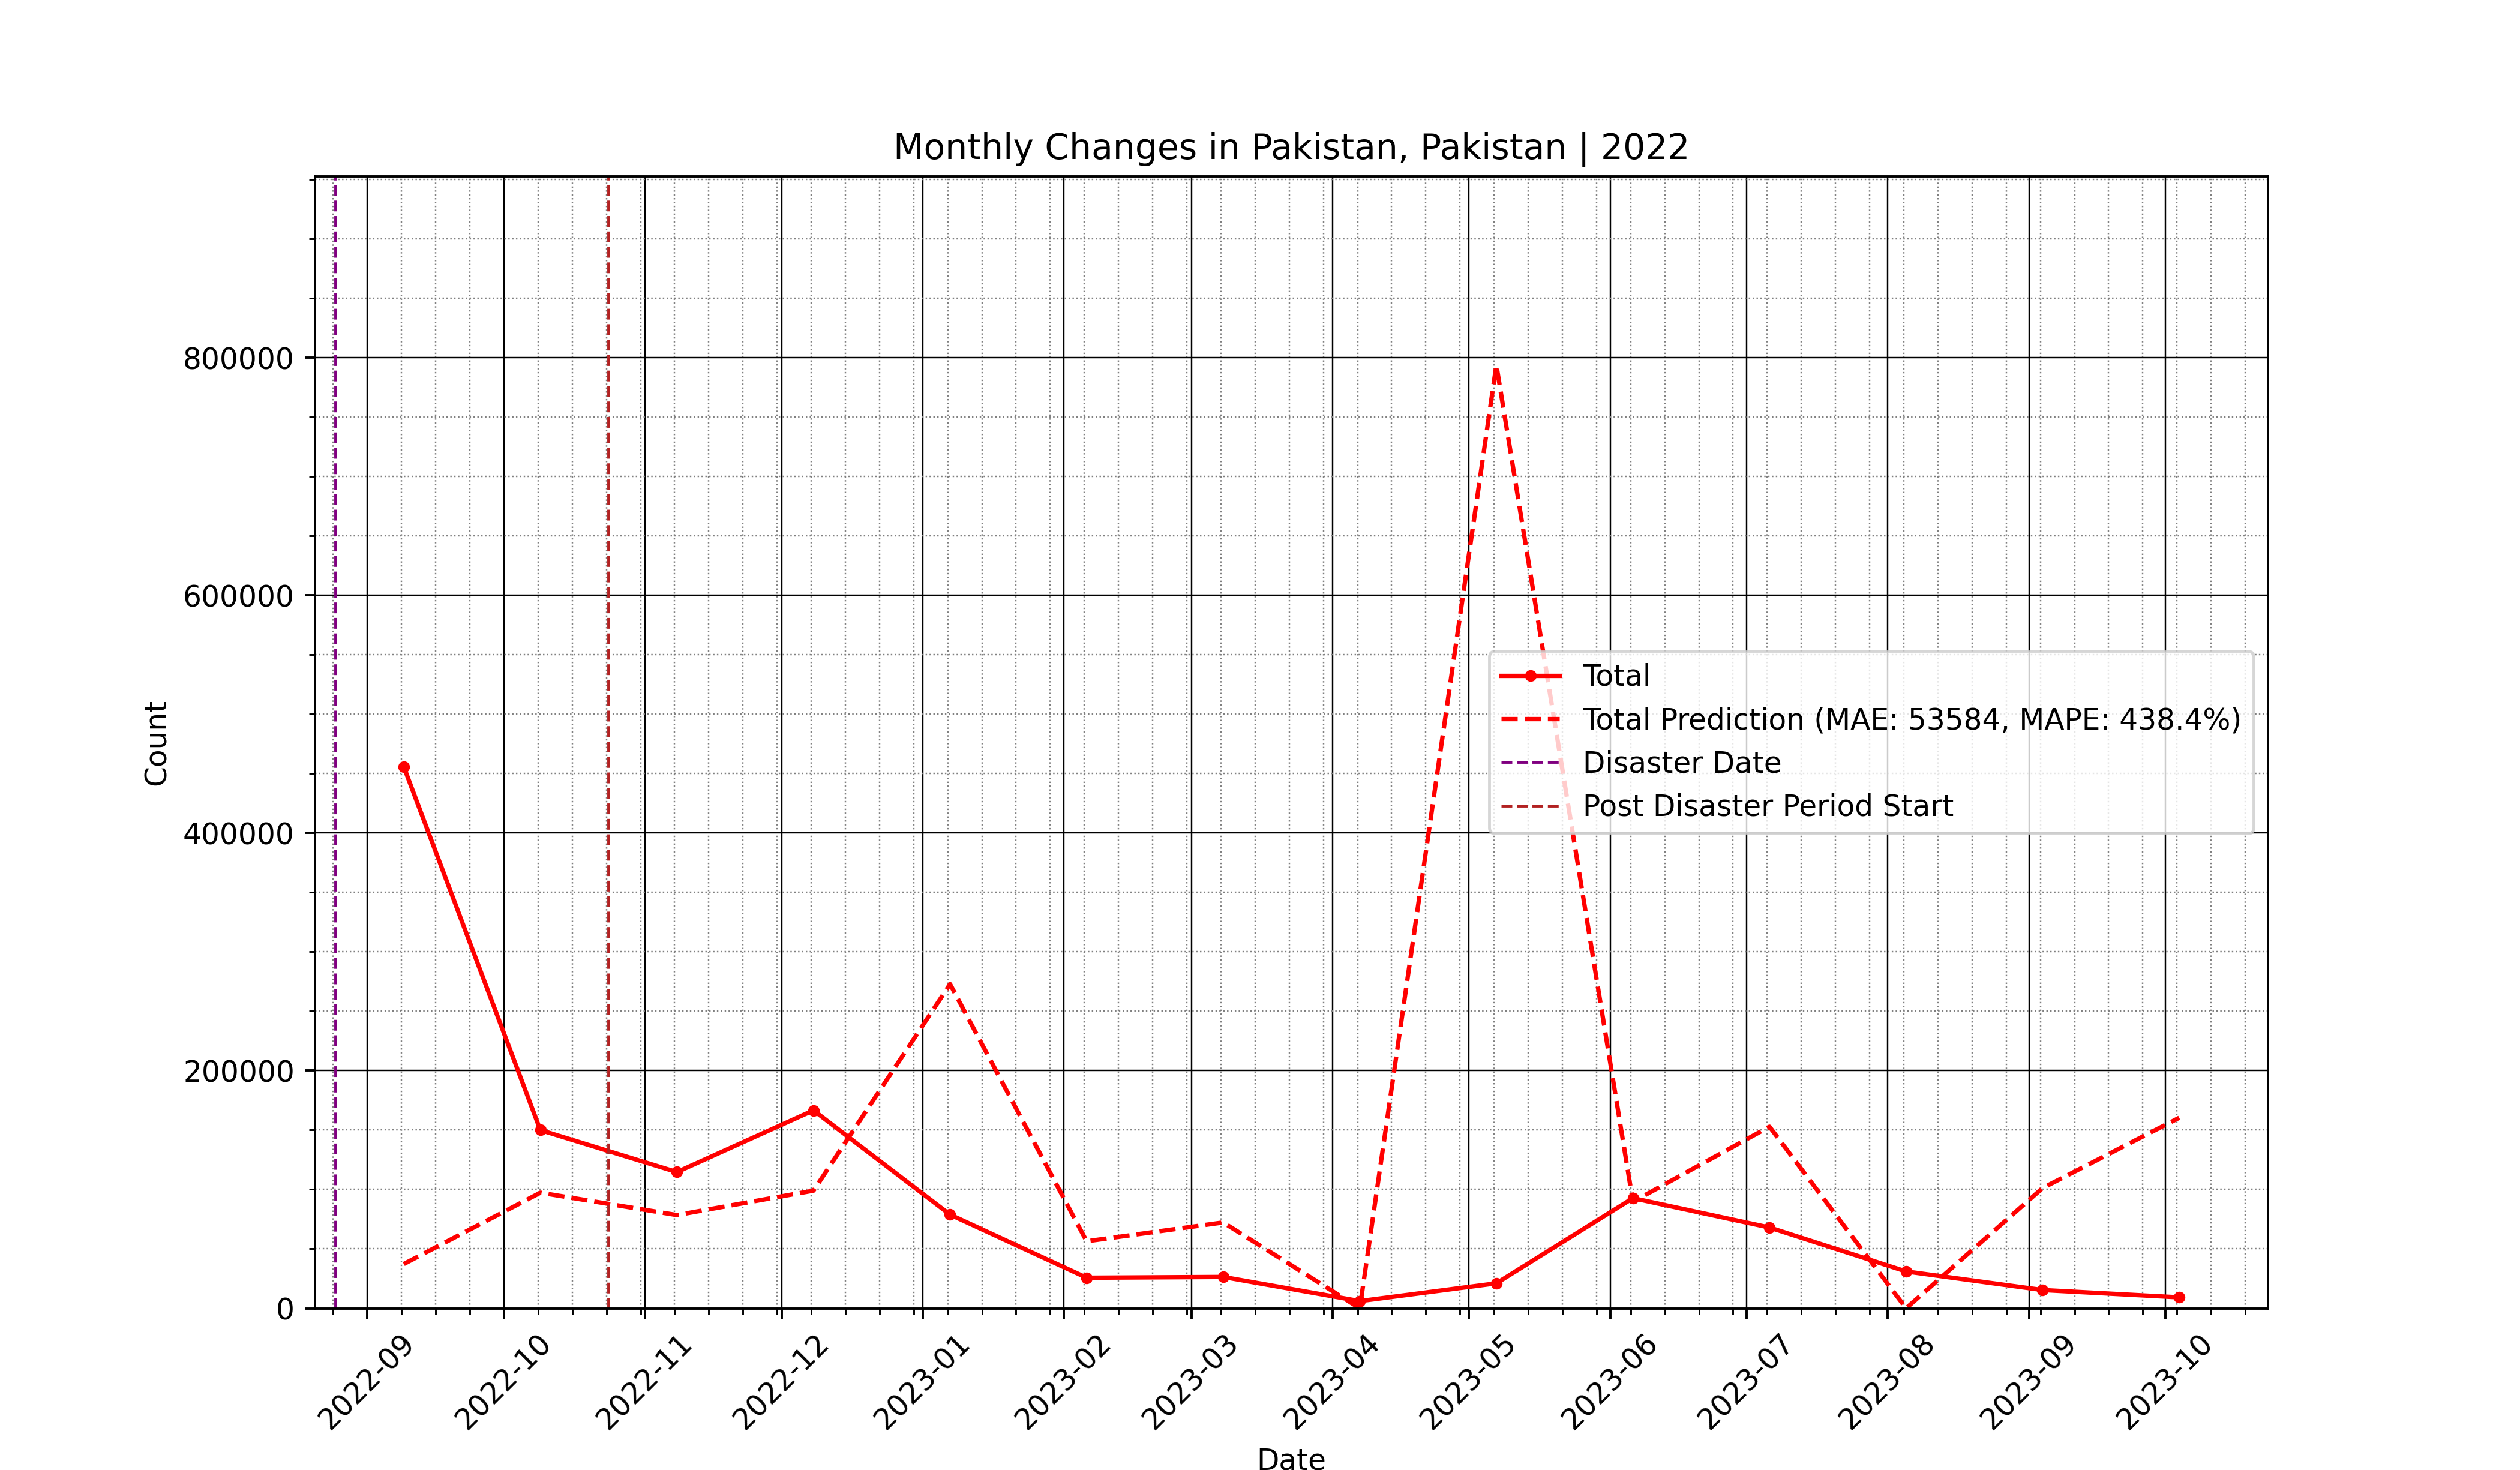 Monthly Changes in Pakistan, Pakistan | 2022
Count
800000
600000
400000
200000
0
Total
Total Prediction (MAE: 53584, MAPE: 438.4%)
Disaster Date
Post Disaster Period Start
2022-09
2022-10
2022-11
2022-12
2023-01
2023-02
2023-03
2023-04
2023-05
2023-06
2023-07
2023-08
2023-09
2023-10
Date